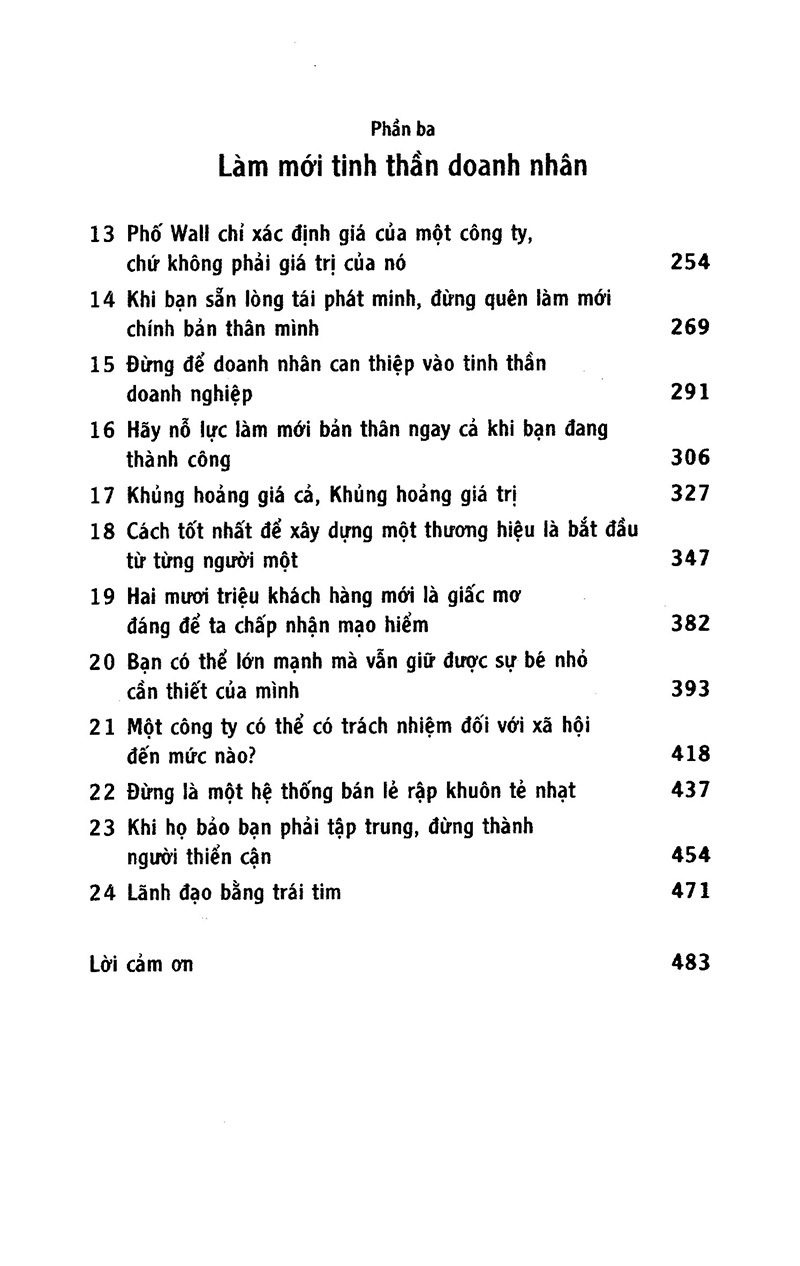 Phần ba
Làm mới tinh thần doanh nhân
13 Phố Wall chỉ xác định giá của một công ty,
chứ không phải giá trị của nó 254
14 Khi bạn sẵn lòng tái phát minh, đừng quên làm mới
chính bản thân mình 269
15 Đừng để doanh nhân can thiệp vào tinh thần
doanh nghiệp 291
16 Hãy nỗ lực làm mới bản thân ngay cả khi bạn đang
thành công 306
17 Khủng hoảng giá cả, Khủng hoảng giá trị 327
18 Cách tốt nhất để xây dựng một thương hiệu là bắt đầu
từ từng người một 347
19 Hai mươi triệu khách hàng mới là giấc mơ
đáng để ta chấp nhận mạo hiểm 382
20 Bạn có thể lớn mạnh mà vẫn giữ được sự bé nhỏ
cần thiết của mình 393
21 Một công ty có thể có trách nhiệm đối với xã hội
đến mức nào? 418
22 Đừng là một hệ thống bán lẻ rập khuôn tẻ nhạt 437
23 Khi họ bảo bạn phải tập trung, đừng thành
người thiển cận 454
24 Lãnh đạo bằng trái tim 471
Lời cảm ơn 483